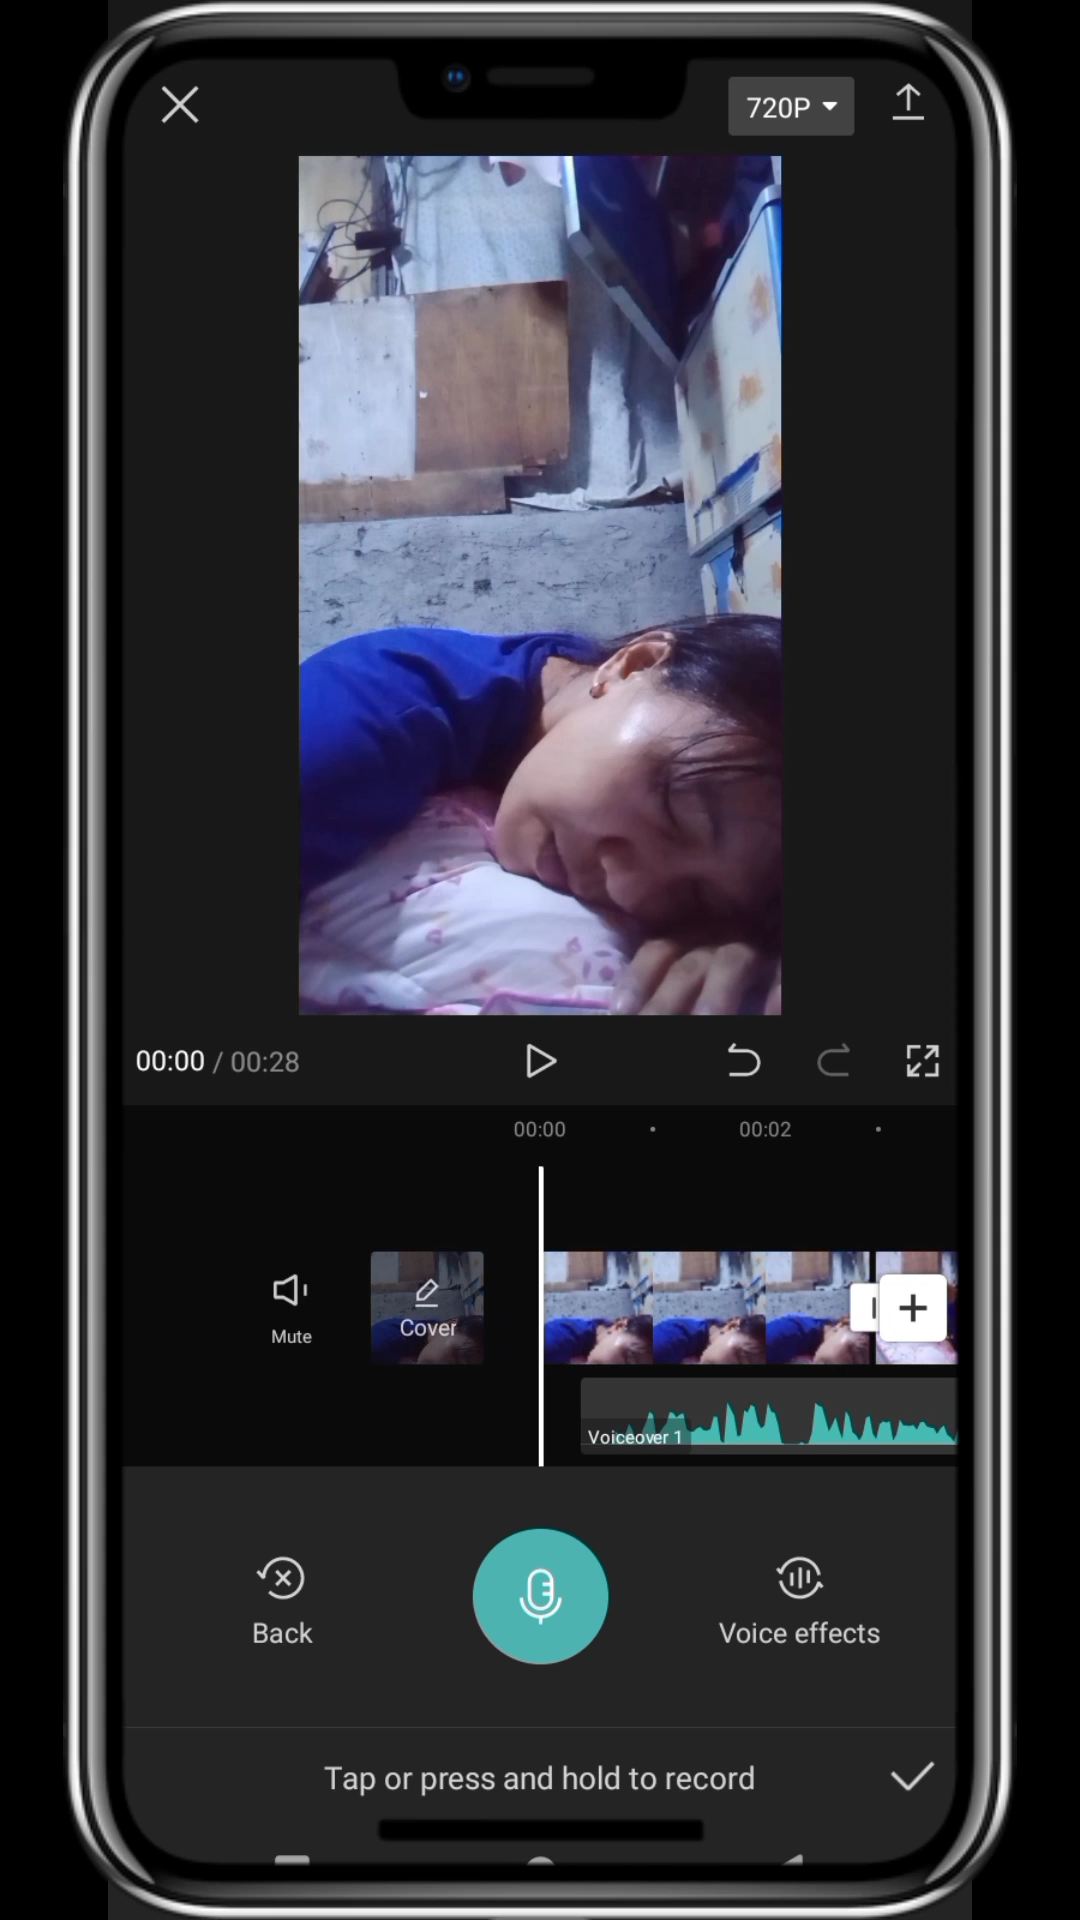 720P
00:00 / 00:28
00:00
00:02
Mute
Cover
Voiceover 1
Back
Voice effects
Tap or press and hold to record